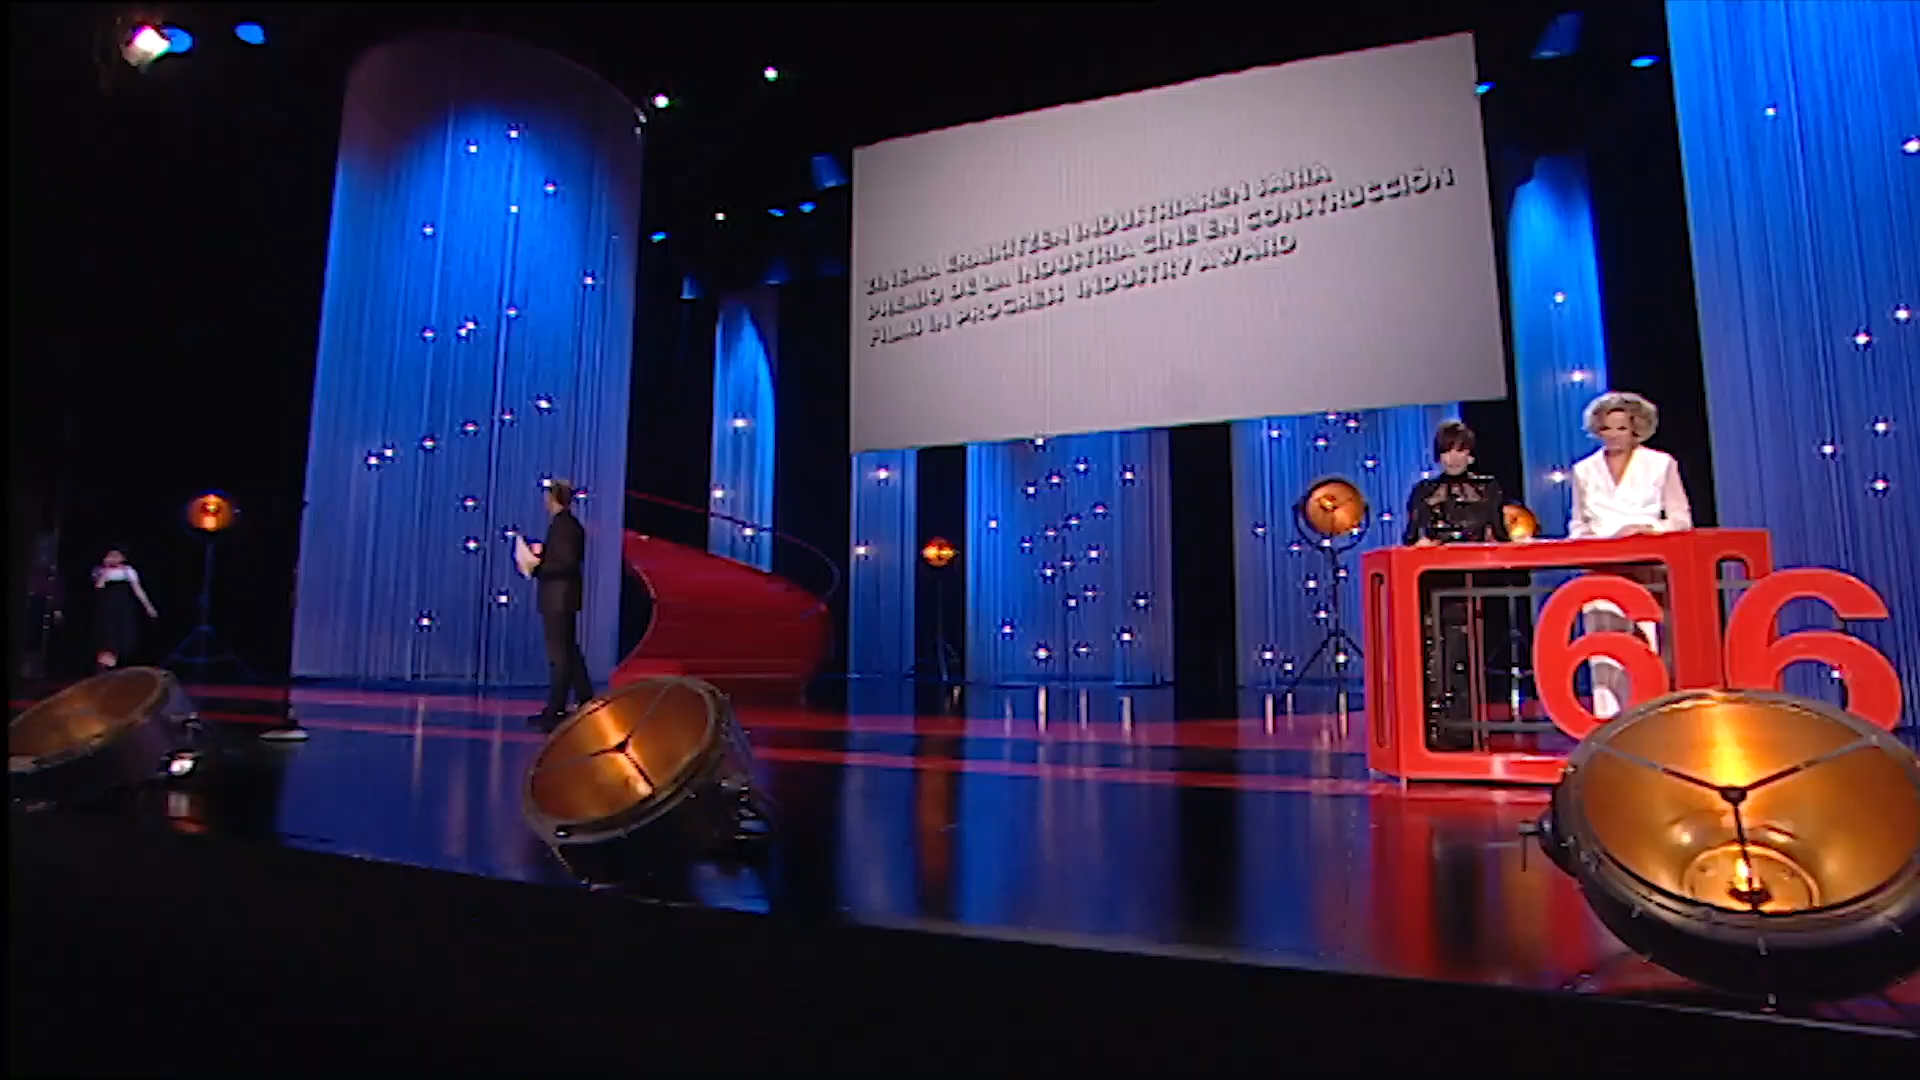 ZINEMA ERAIKITZEN INDUSTRIAREN SARIA
PREMIO DE LA INDUSTRIA CINE EN CONSTRUCCIÓN
FILMS IN PROGRESS INDUSTRY AWARD
66